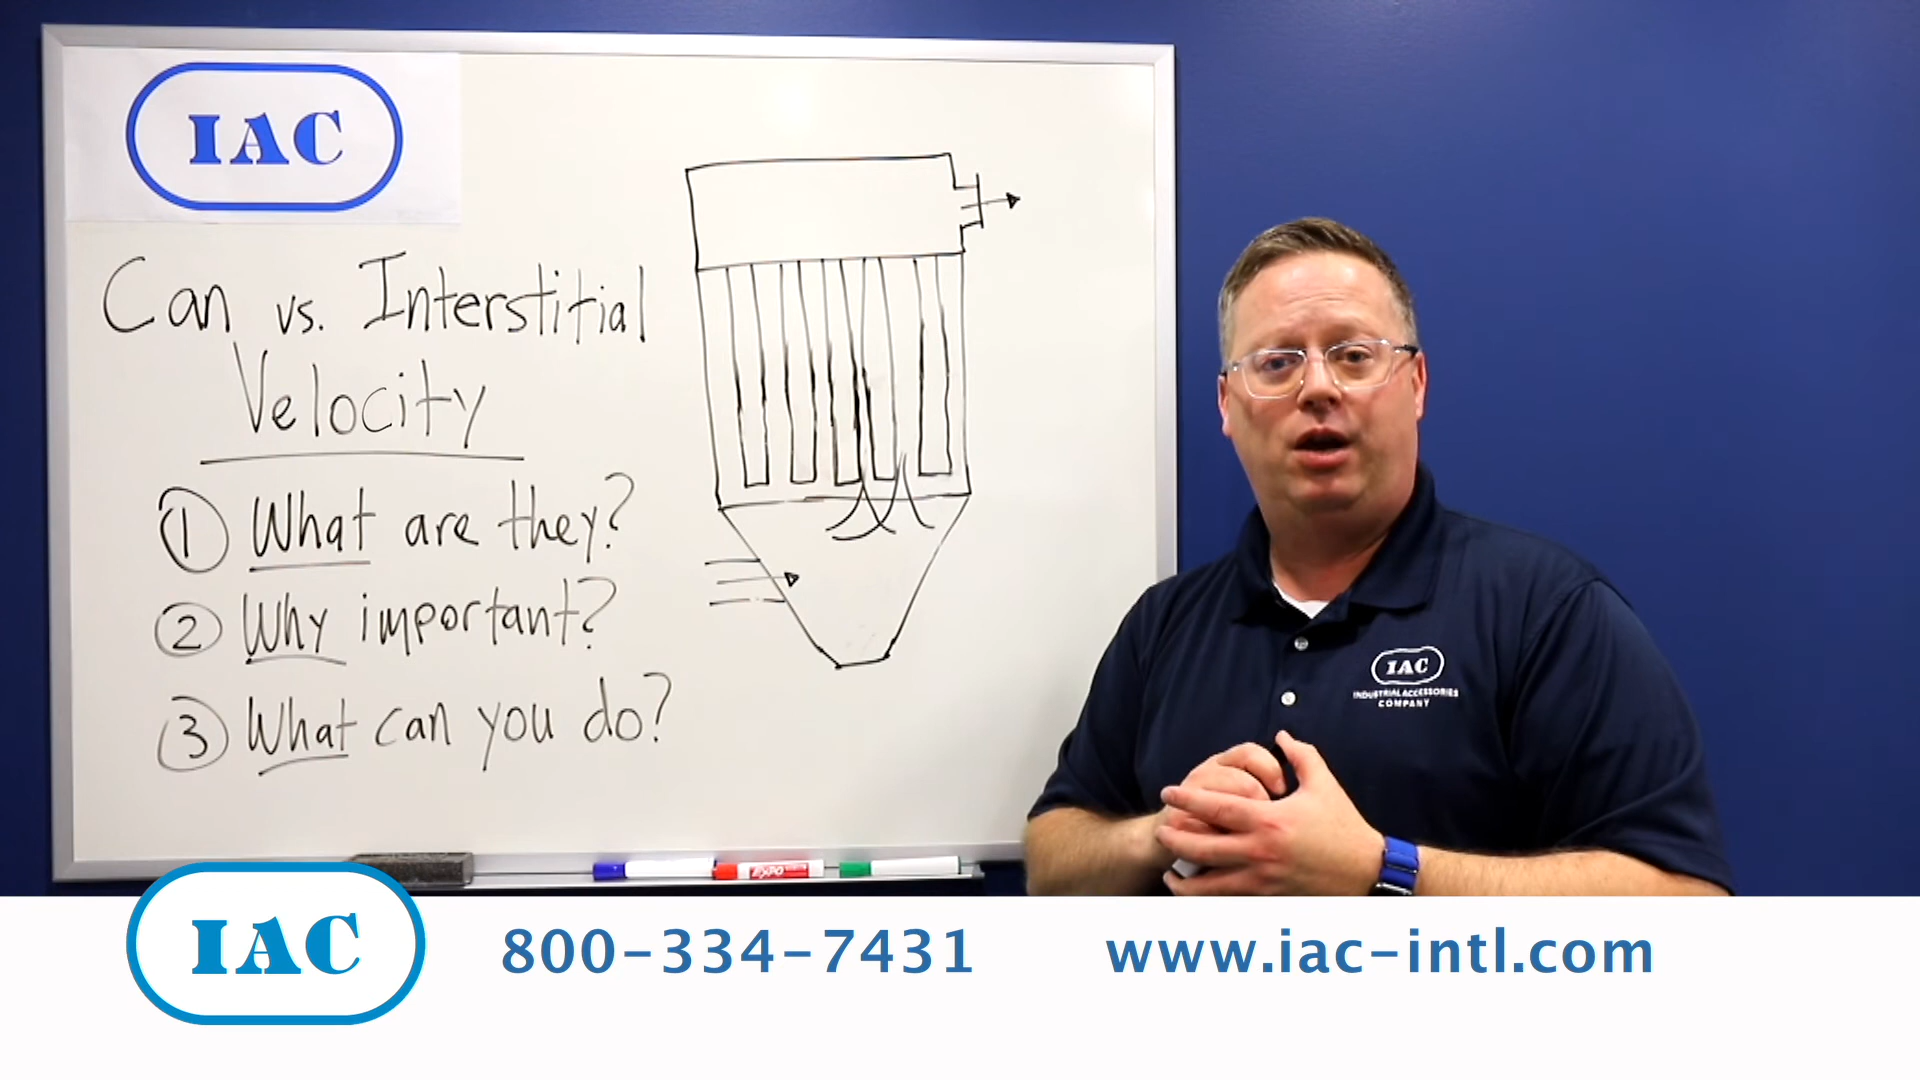 IAC
Can vs. Interstitial
Velocity
1 What are they?
2 Why important?
3 What can you do?
IAC
INDUSTRIAL ACCESSORIES
COMPANY
EXPO
IAC
800-334-7431
www.iac-intl.com